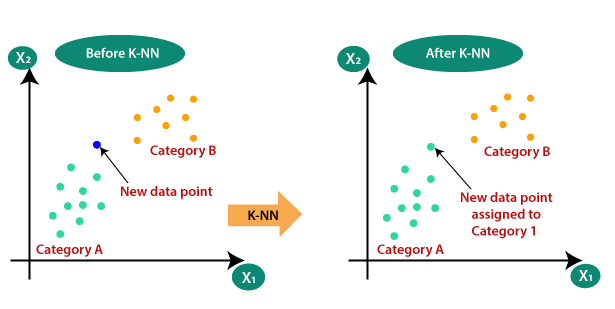 Before K-NN
After K-NN
X₂
Category B
New data point
Category A
X₁
K-NN
X₂
Category B
New data point
assigned to
Category 1
Category A
X₁